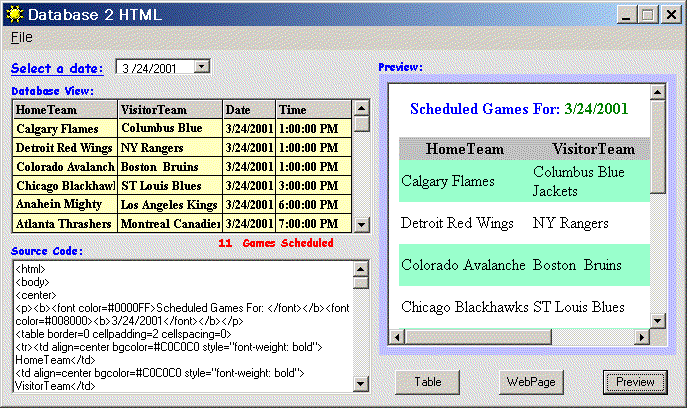 Database 2 HTML
File
Select a date: 3 /24/2001
Database View:
HomeTeam VisitorTeam Date Time
Calgary Flames Columbus Blue 3/24/2001 1:00:00 PM
Detroit Red Wings NY Rangers 3/24/2001 1:00:00 PM
Colorado Avalanch Boston Bruins 3/24/2001 1:00:00 PM
Chicago Blackhawl ST Louis Blues 3/24/2001 3:00:00 PM
Anahein Mighty Los Angeles Kings 3/24/2001 6:00:00 PM
Atlanta Thrashers Montreal Canadier 3/24/2001 7:00:00 PM
11 Games Scheduled
Source Code:
<html>
<body>
<center>
<p><b><font color=#0000FF>Scheduled Games For: </font></b><font
color=#008000><b>3/24/2001</font></b></p>
<table border=0 cellpadding=2 cellspacing=0>
<tr><td align=center bgcolor=#C0C0C0 style="font-weight: bold">
HomeTeam</td>
<td align=center bgcolor=#C0C0C0 style="font-weight: bold">
VisitorTeam</td>
Preview:
Scheduled Games For: 3/24/2001
HomeTeam VisitorTeam
Calgary Flames Columbus Blue
Jackets
Detroit Red Wings NY Rangers
Colorado Avalanche Boston Bruins
Chicago Blackhawks ST Louis Blues
Table WebPage Preview